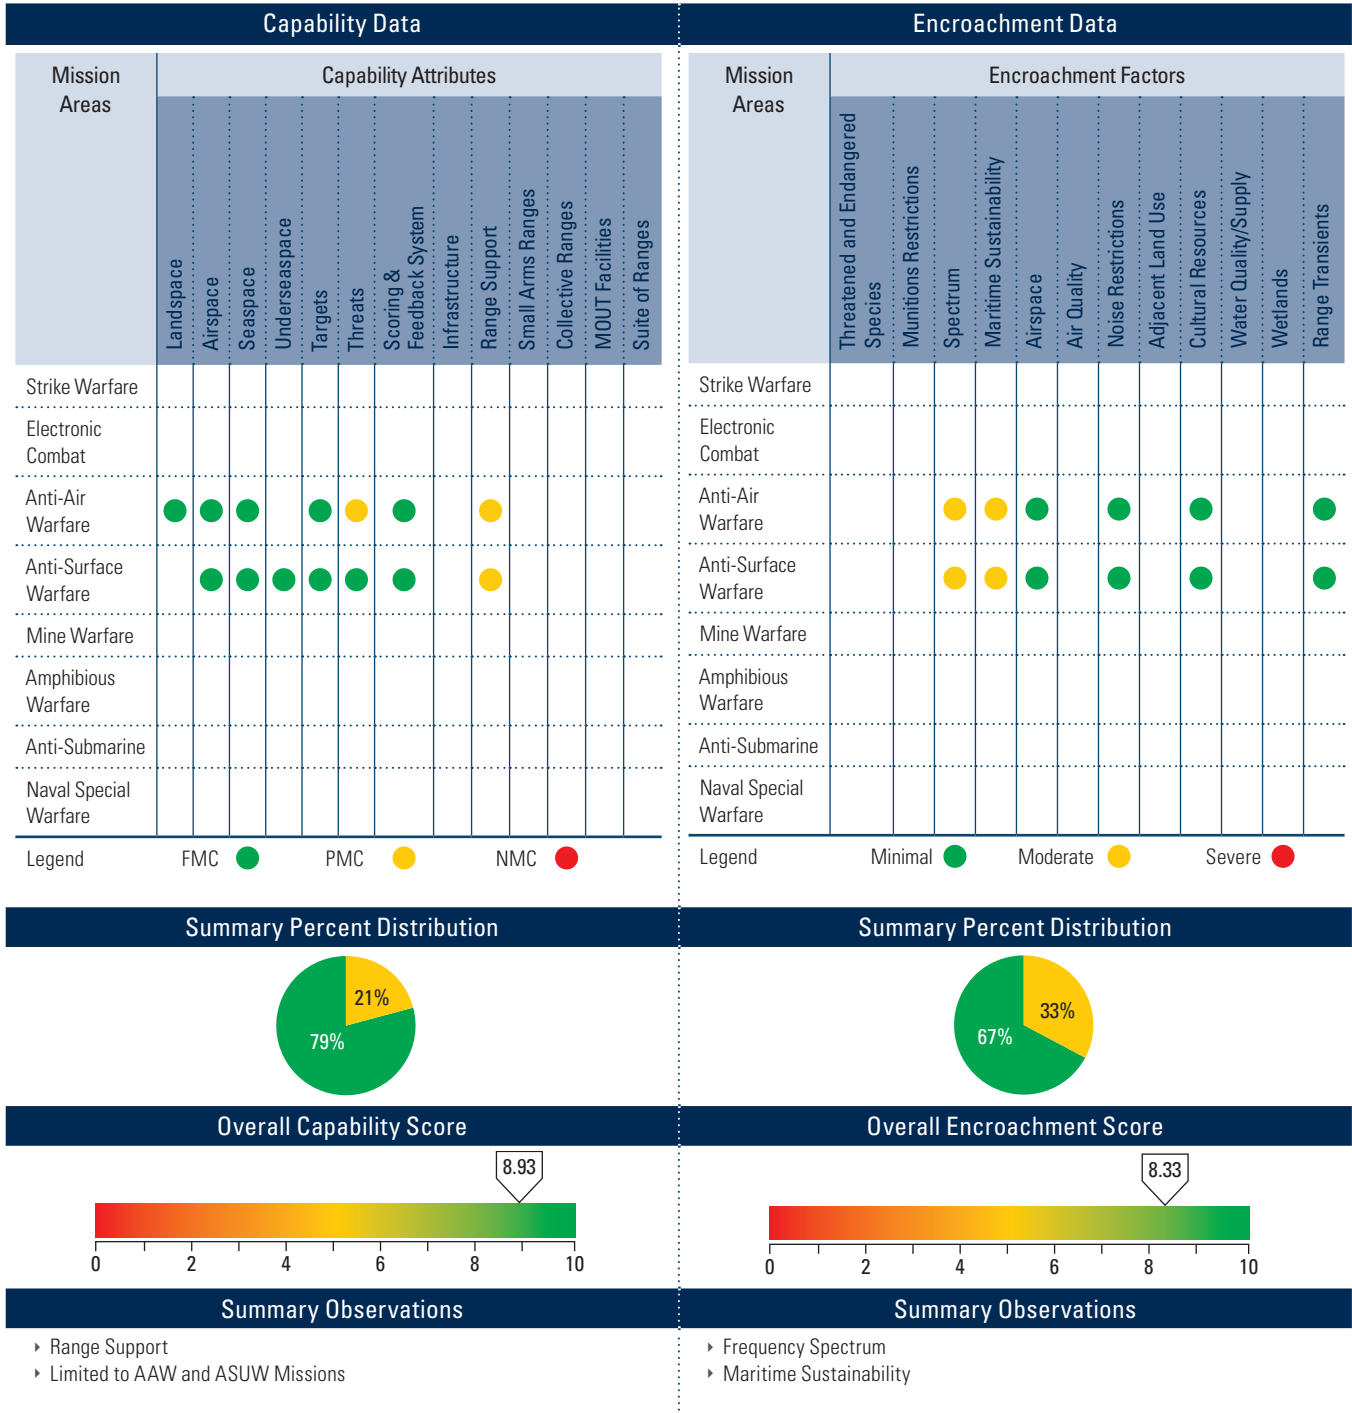 Capability Data
Mission
Areas
Capability Attributes
Landspace
Airspace
Seaspace
Underseaspace
Targets
Threats
Scoring &
Feedback System
Infrastructure
Range Support
Small Arms Ranges
Collective Ranges
MOUT Facilities
Suite of Ranges
Strike Warfare
Electronic
Combat
Anti-Air
Warfare
Anti-Surface
Warfare
Mine Warfare
Amphibious
Warfare
Anti-Submarine
Naval Special
Warfare
Legend FMC PMC NMC
Summary Percent Distribution
21%
79%
Overall Capability Score
8.93
0 2 4 6 8 10
Summary Observations
‣ Range Support
‣ Limited to AAW and ASUW Missions
Encroachment Data
Mission
Areas
Encroachment Factors
Threatened and Endangered
Species
Munitions Restrictions
Spectrum
Maritime Sustainability
Airspace
Air Quality
Noise Restrictions
Adjacent Land Use
Cultural Resources
Water Quality/Supply
Wetlands
Range Transients
Strike Warfare
Electronic
Combat
Anti-Air
Warfare
Anti-Surface
Warfare
Mine Warfare
Amphibious
Warfare
Anti-Submarine
Naval Special
Warfare
Legend Minimal Moderate Severe
Summary Percent Distribution
33%
67%
Overall Encroachment Score
8.33
0 2 4 6 8 10
Summary Observations
‣ Frequency Spectrum
‣ Maritime Sustainability